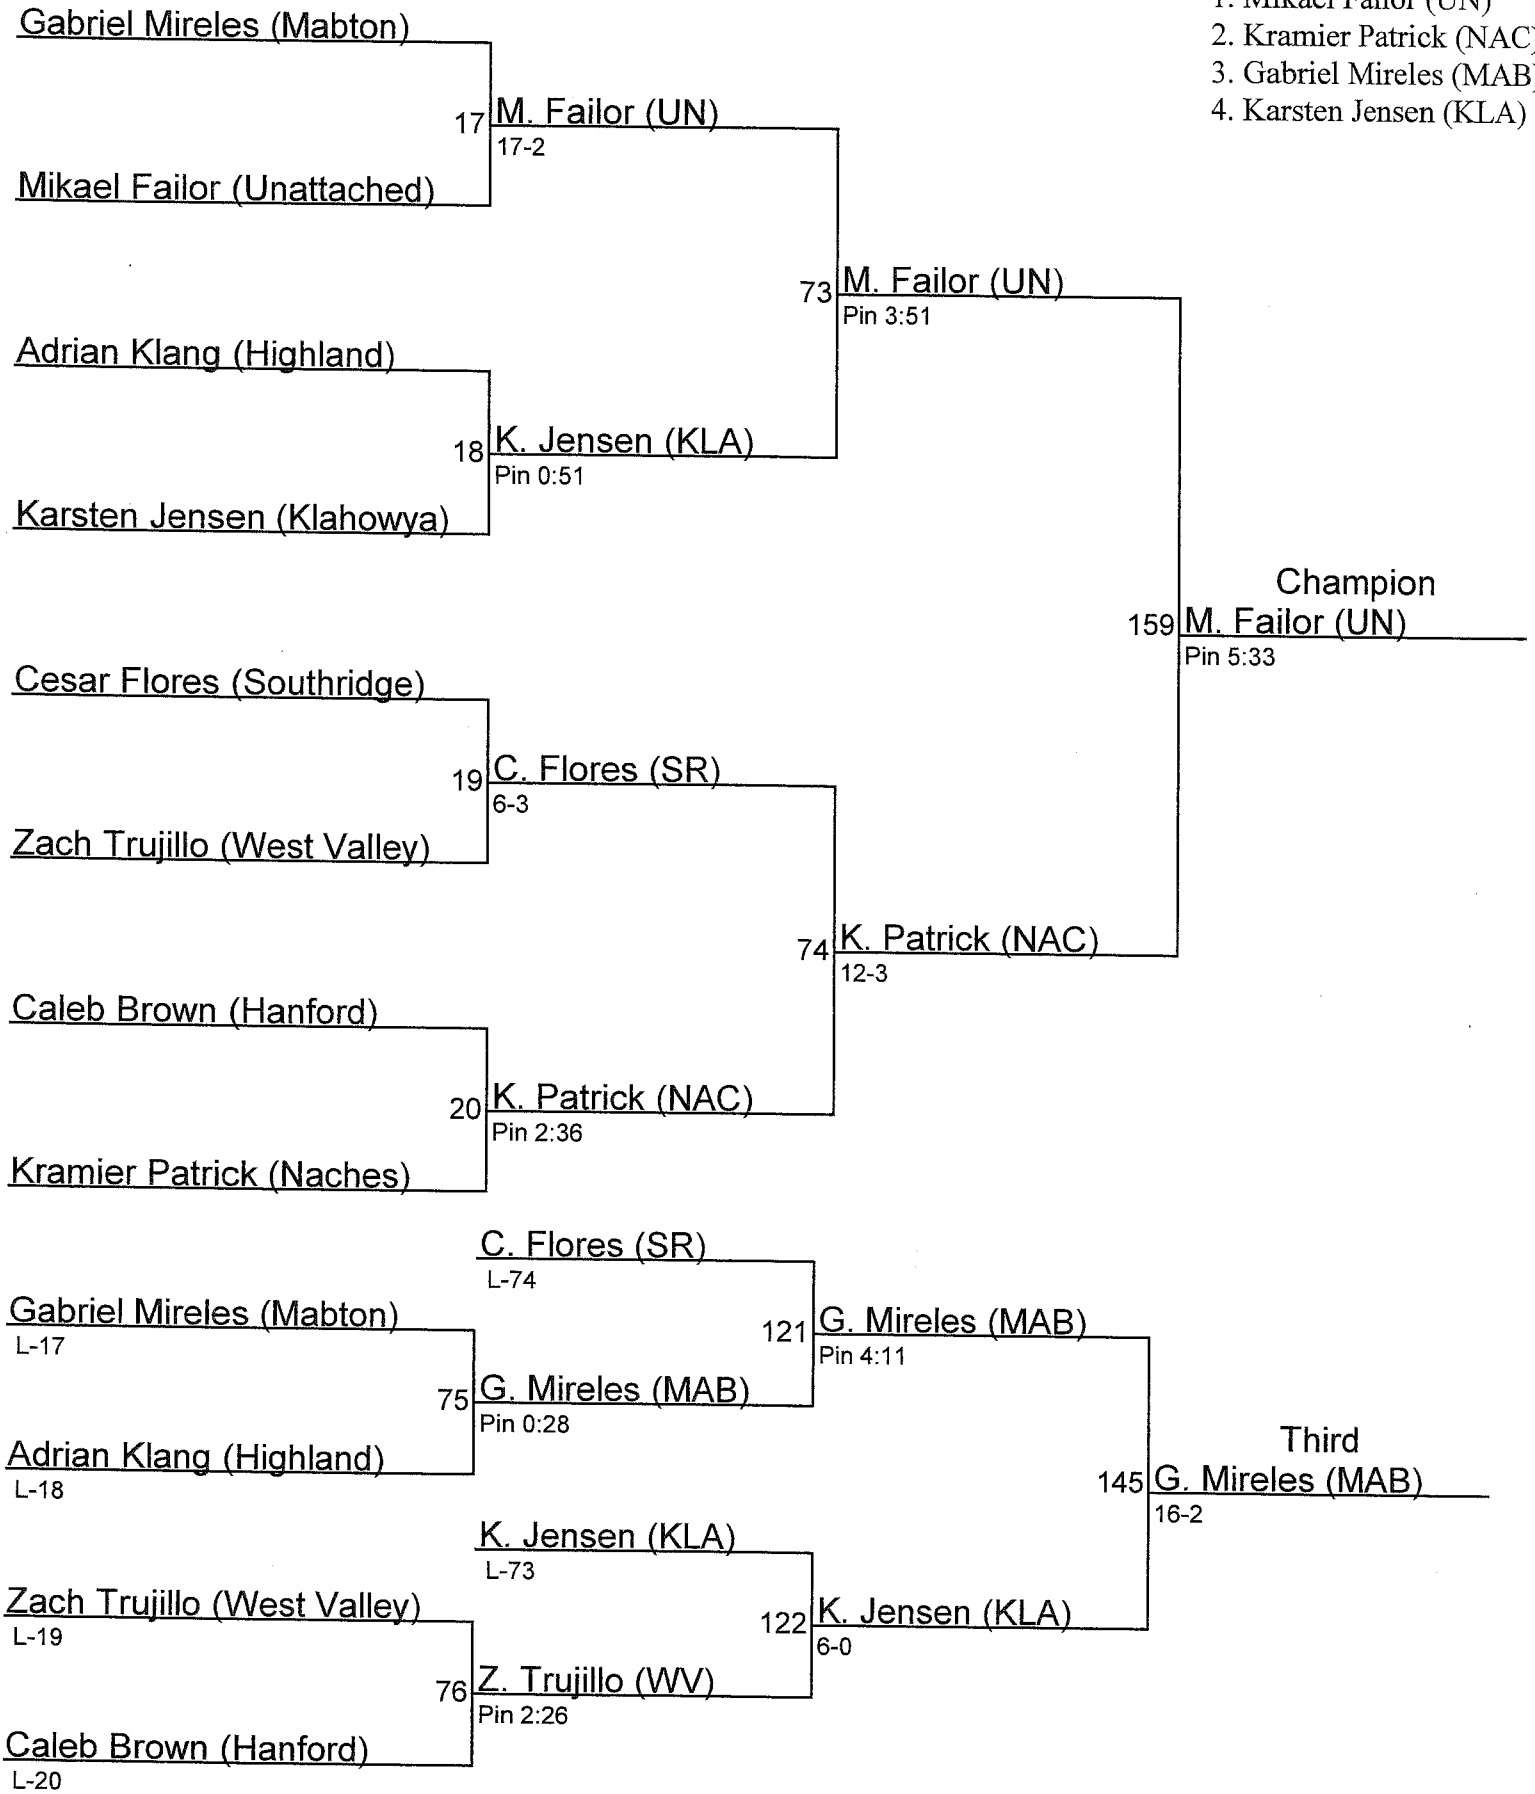 1. Mikael Failor (UN)
2. Kramier Patrick (NAC)
3. Gabriel Mireles (MAB)
4. Karsten Jensen (KLA)
Gabriel Mireles (Mabton)
17 M. Failor (UN)
17-2
Mikael Failor (Unattached)
73 M. Failor (UN)
Pin 3:51
Adrian Klang (Highland)
18 K. Jensen (KLA)
Pin 0:51
Karsten Jensen (Klahowya)
Champion
159 M. Failor (UN)
Pin 5:33
Cesar Flores (Southridge)
19 C. Flores (SR)
6-3
Zach Trujillo (West Valley)
74 K. Patrick (NAC)
12-3
Caleb Brown (Hanford)
20 K. Patrick (NAC)
Pin 2:36
Kramier Patrick (Naches)
C. Flores (SR)
L-74
Gabriel Mireles (Mabton)
L-17
121 G. Mireles (MAB)
Pin 4:11
75 G. Mireles (MAB)
Pin 0:28
Adrian Klang (Highland)
L-18
Third
145 G. Mireles (MAB)
16-2
K. Jensen (KLA)
L-73
Zach Trujillo (West Valley)
L-19
122 K. Jensen (KLA)
6-0
76 Z. Trujillo (WV)
Pin 2:26
Caleb Brown (Hanford)
L-20